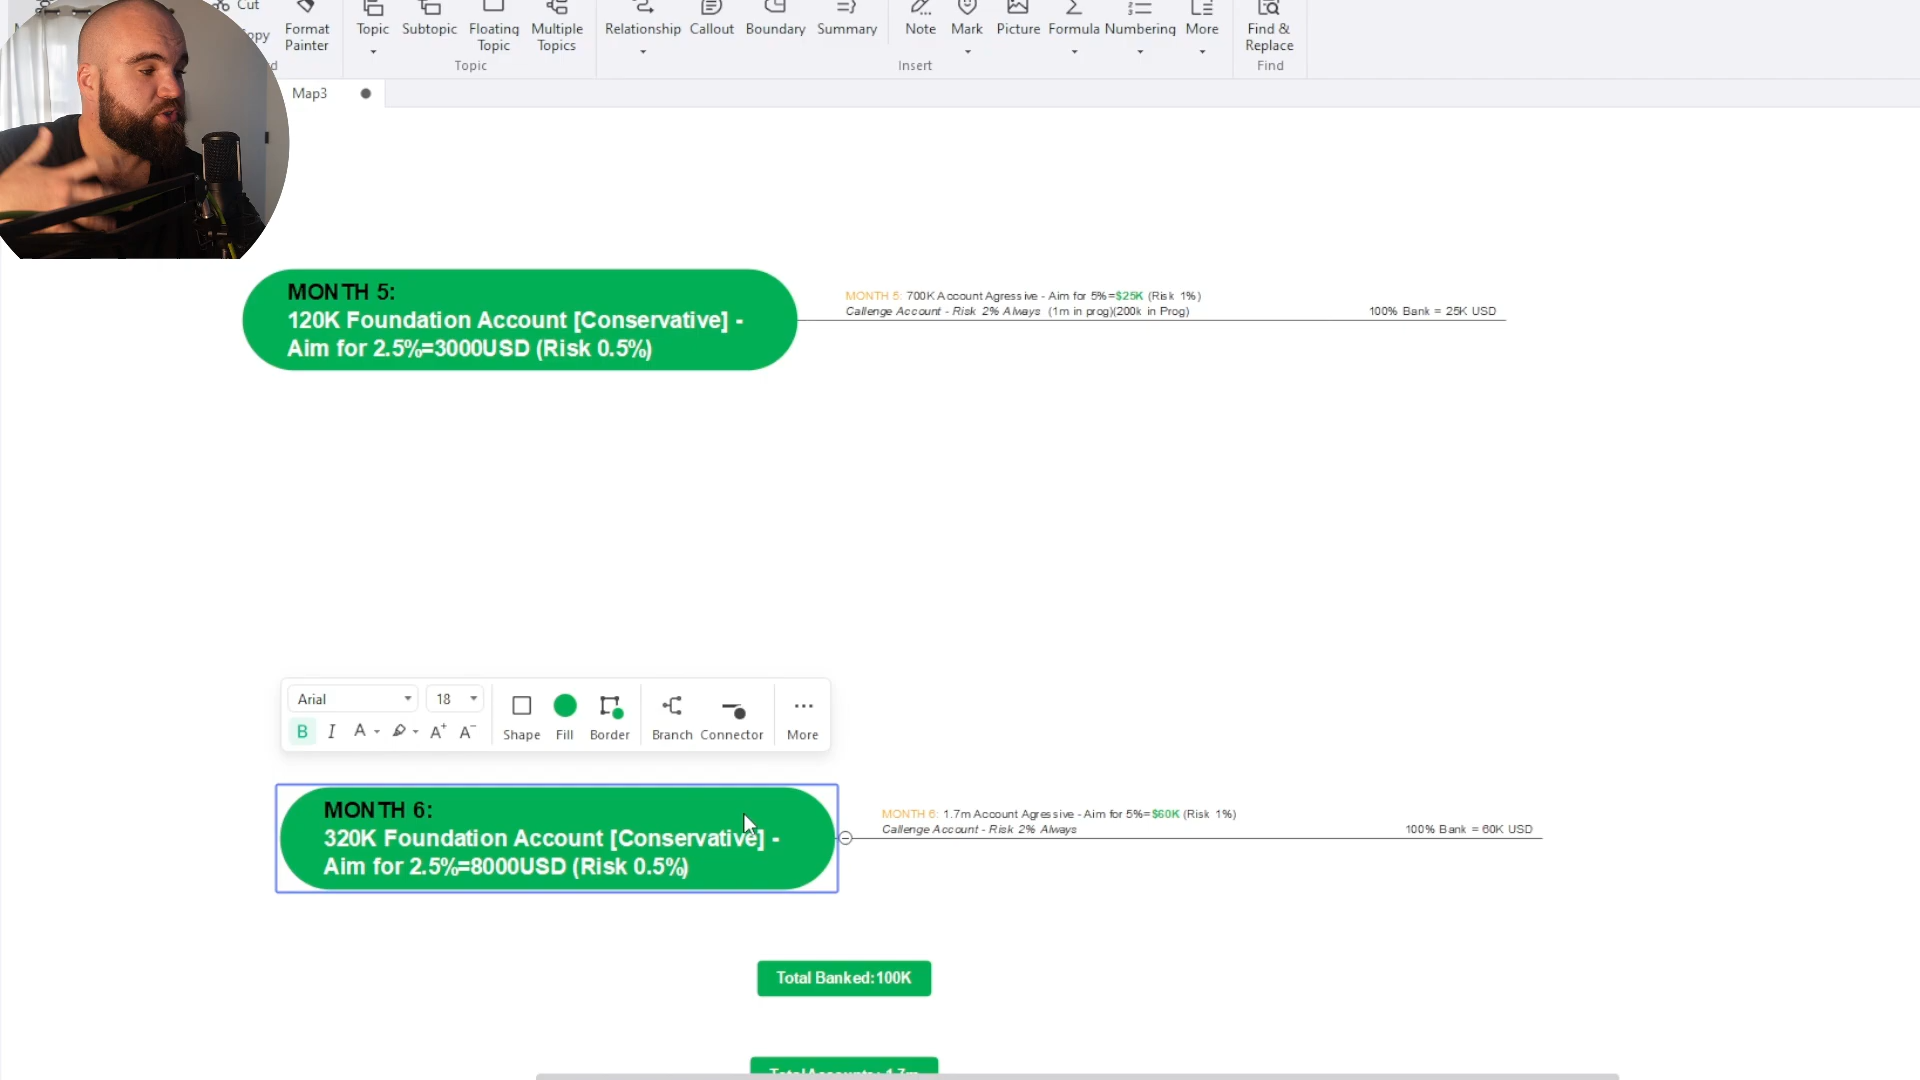 Cut
opy
Format
Painter
Topic
Subtopic
Floating
Topic
Multiple
Topics
Topic
Relationship
Callout
Boundary
Summary
Note
Mark
Picture
Formula
Numbering
More
Insert
Find &
Replace
Find
Map3
MONTH 5:
120K Foundation Account [Conservative] -
Aim for 2.5%=3000USD (Risk 0.5%)
MONTH 5: 700K Account Agressive - Aim for 5%=$25K (Risk 1%)
Callenge Account - Risk 2% Always (1m in prog)(200k in Prog)
100% Bank = 25K USD
Arial
18
B I A A+ A-
Shape
Fill
Border
Branch
Connector
More
MONTH 6:
320K Foundation Account [Conservative] -
Aim for 2.5%=8000USD (Risk 0.5%)
MONTH 6: 1.7m Account Agressive - Aim for 5%=$60K (Risk 1%)
Callenge Account - Risk 2% Always
100% Bank = 60K USD
Total Banked:100K